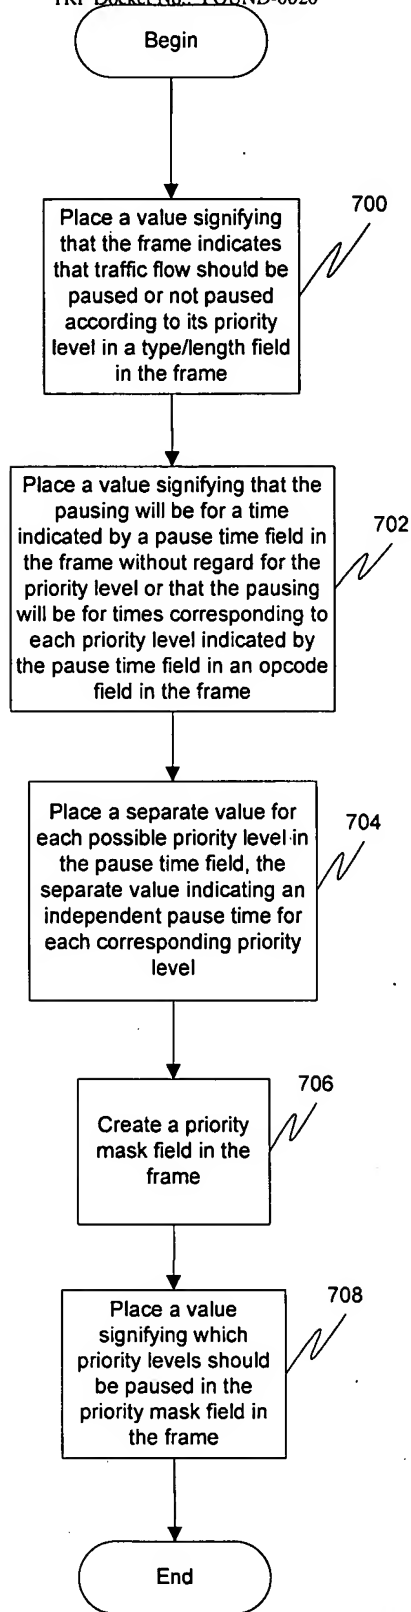 TRP Docket No.: FOUND-0020
Begin
700
Place a value signifying
that the frame indicates
that traffic flow should be
paused or not paused
according to its priority
level in a type/length field
in the frame
702
Place a value signifying that the
pausing will be for a time
indicated by a pause time field in
the frame without regard for the
priority level or that the pausing
will be for times corresponding to
each priority level indicated by
the pause time field in an opcode
field in the frame
704
Place a separate value for
each possible priority level in
the pause time field, the
separate value indicating an
independent pause time for
each corresponding priority
level
706
Create a priority
mask field in the
frame
708
Place a value
signifying which
priority levels should
be paused in the
priority mask field in
the frame
End